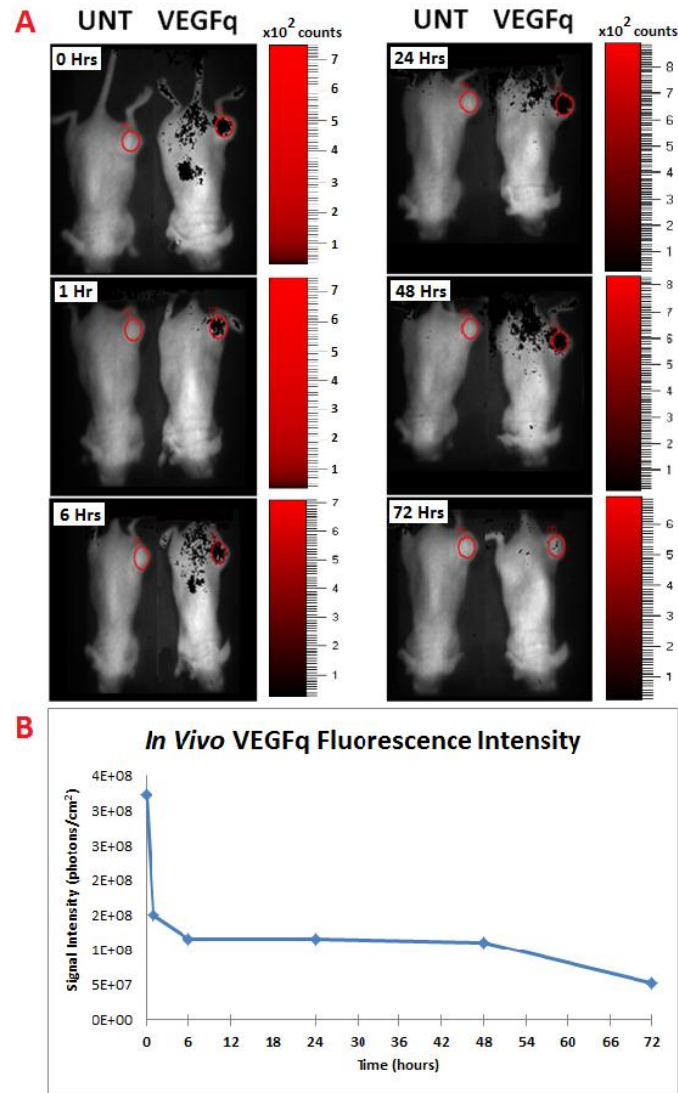 A
UNT VEGFq
x10² counts
x10² counts
0 Hrs
7
6
5
4
3
2
1
24 Hrs
8
7
6
5
4
3
2
1
1 Hr
7
6
5
4
3
2
1
48 Hrs
8
7
6
5
4
3
2
1
6 Hrs
7
6
5
4
3
2
1
72 Hrs
6
5
4
3
2
1
B
In Vivo VEGFq Fluorescence Intensity
Signal Intensity (photons/cm²)
4E+08
3E+08
3E+08
2E+08
2E+08
1E+08
5E+07
0E+00
0 6 12 18 24 30 36 42 48 54 60 66 72
Time (hours)
UNT VEGFq